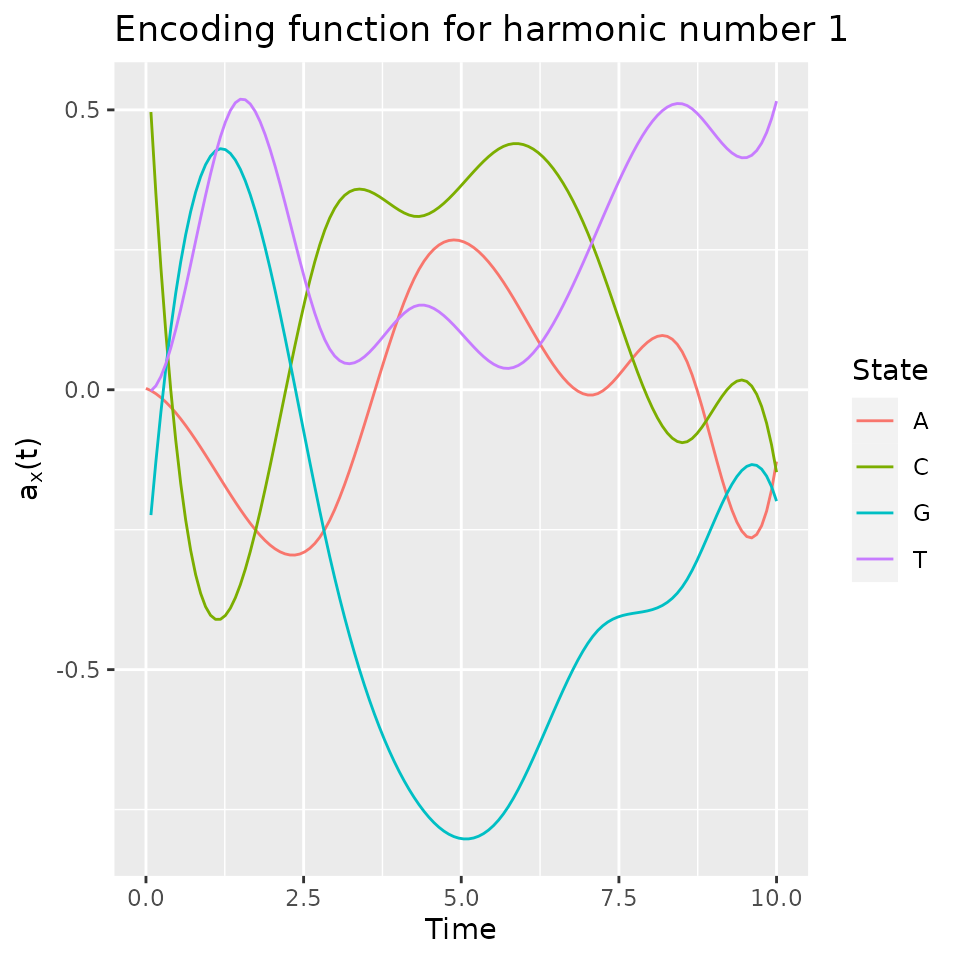 Encoding function for harmonic number 1
0.5
0.0
-0.5
aₓ(t)
0.0 2.5 5.0 7.5 10.0
Time
State
A
C
G
T